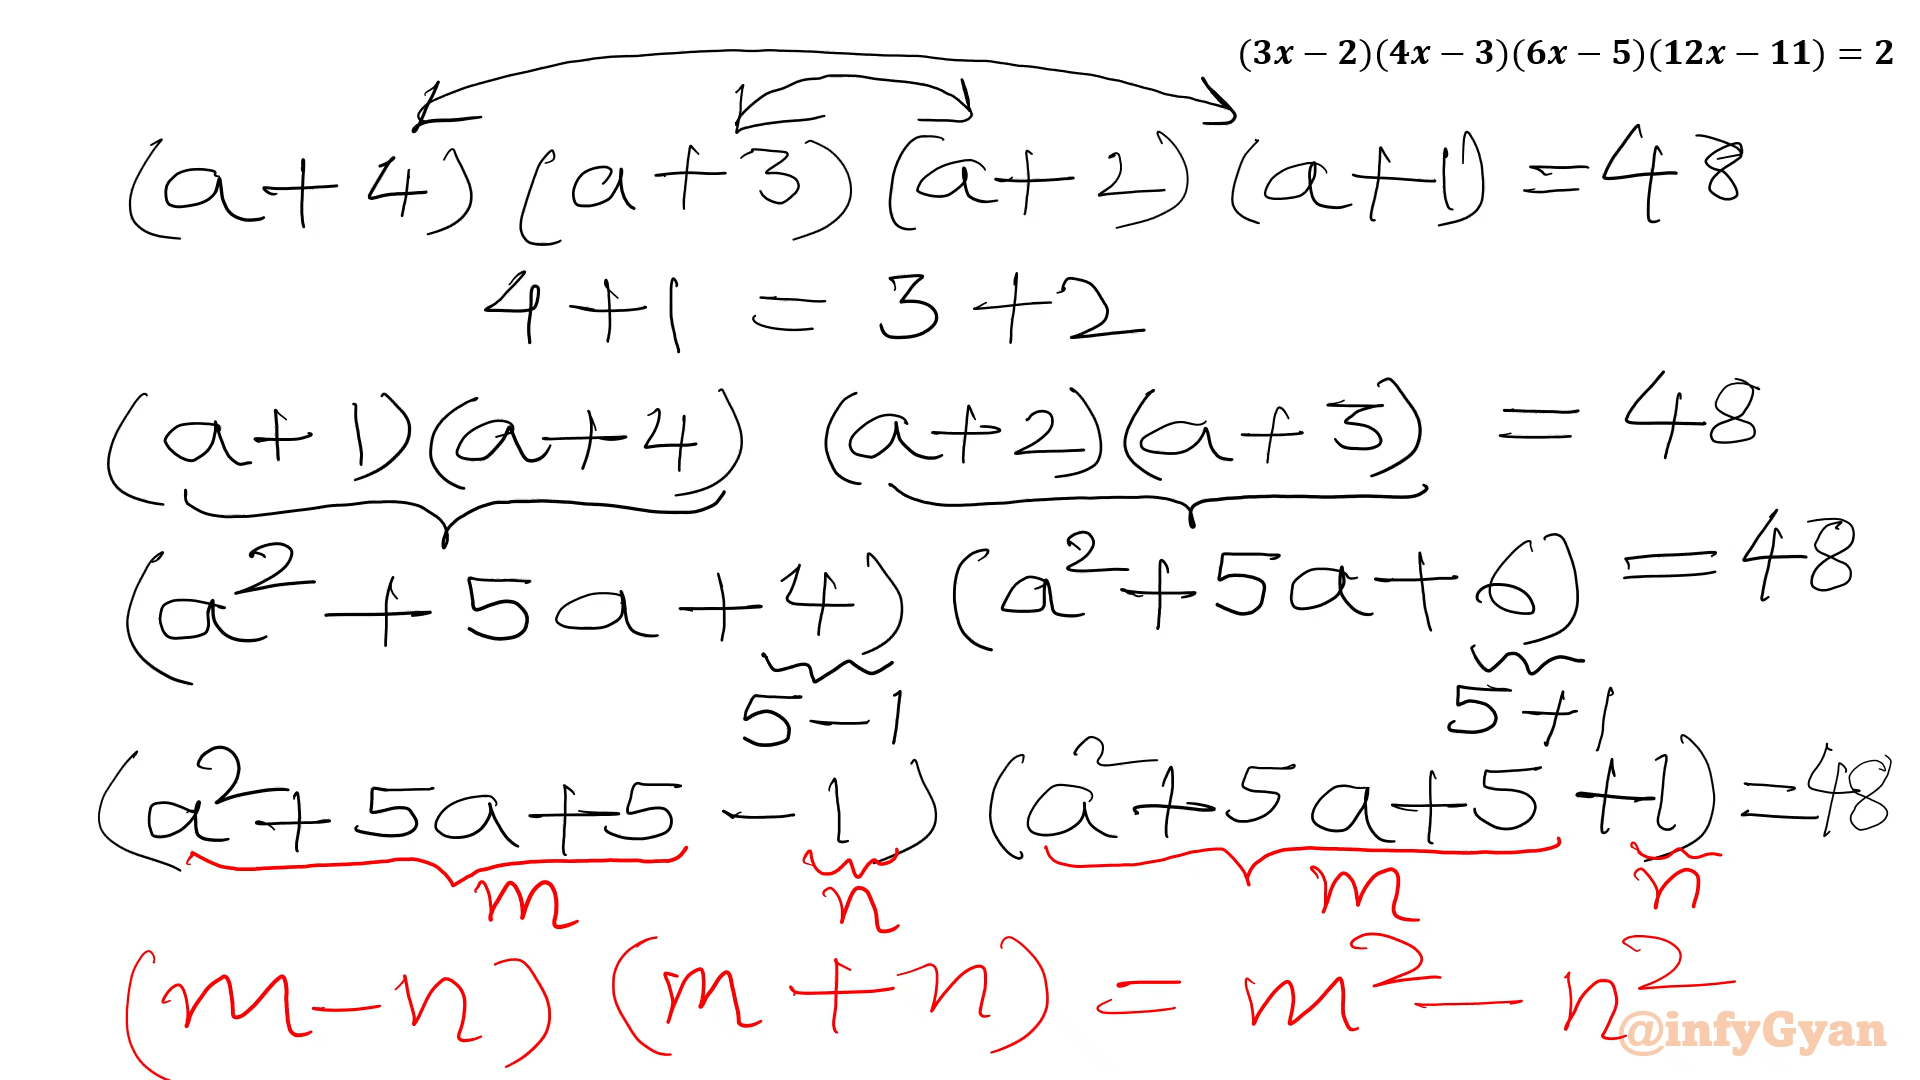 (3x − 2)(4x − 3)(6x − 5)(12x − 11) = 2
(a+4) (a+3) (a+2) (a+1) = 48
4+1 = 3+2
(a+1)(a+4) (a+2)(a+3) = 48
(a²+5a+4) (a²+5a+6) = 48
5-1 5+1
(a²+5a+5-1) (a²+5a+5+1) = 48
m n m n
(m-n) (m+n) = m²-n²
@infyGyan